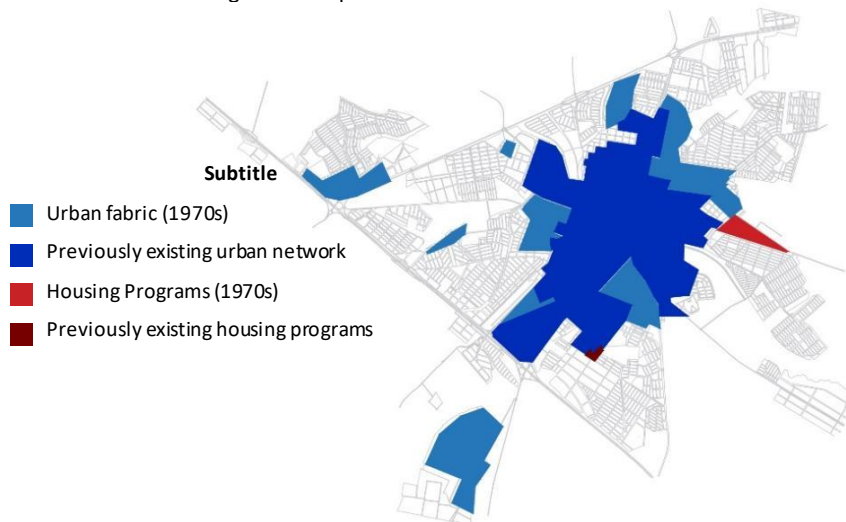 Subtitle
Urban fabric (1970s)
Previously existing urban network
Housing Programs (1970s)
Previously existing housing programs